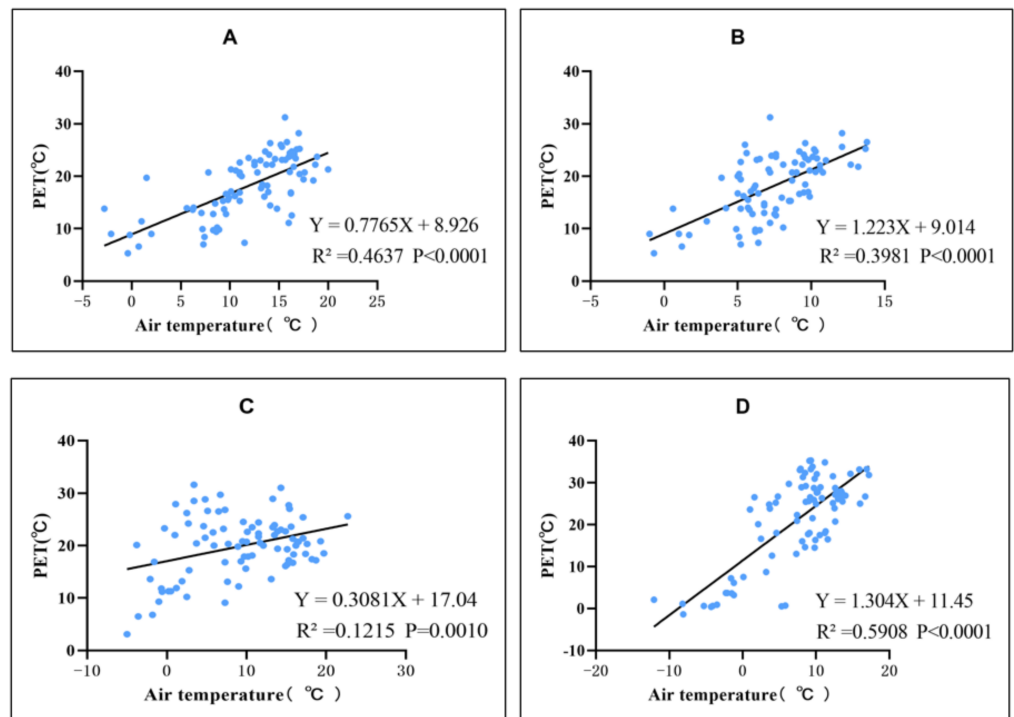 A
40
30
20
10
0
PET(℃)
Y = 0.7765X + 8.926
R² =0.4637 P<0.0001
−5 0 5 10 15 20 25
Air temperature( ℃ )
B
40
30
20
10
0
PET(℃)
Y = 1.223X + 9.014
R² =0.3981 P<0.0001
−5 0 5 10 15
Air temperature( ℃ )
C
40
30
20
10
0
PET(℃)
Y = 0.3081X + 17.04
R² =0.1215 P=0.0010
−10 0 10 20 30
Air temperature( ℃ )
D
40
30
20
10
0
-10
PET(℃)
Y = 1.304X + 11.45
R² =0.5908 P<0.0001
−20 −10 0 10 20
Air temperature( ℃ )